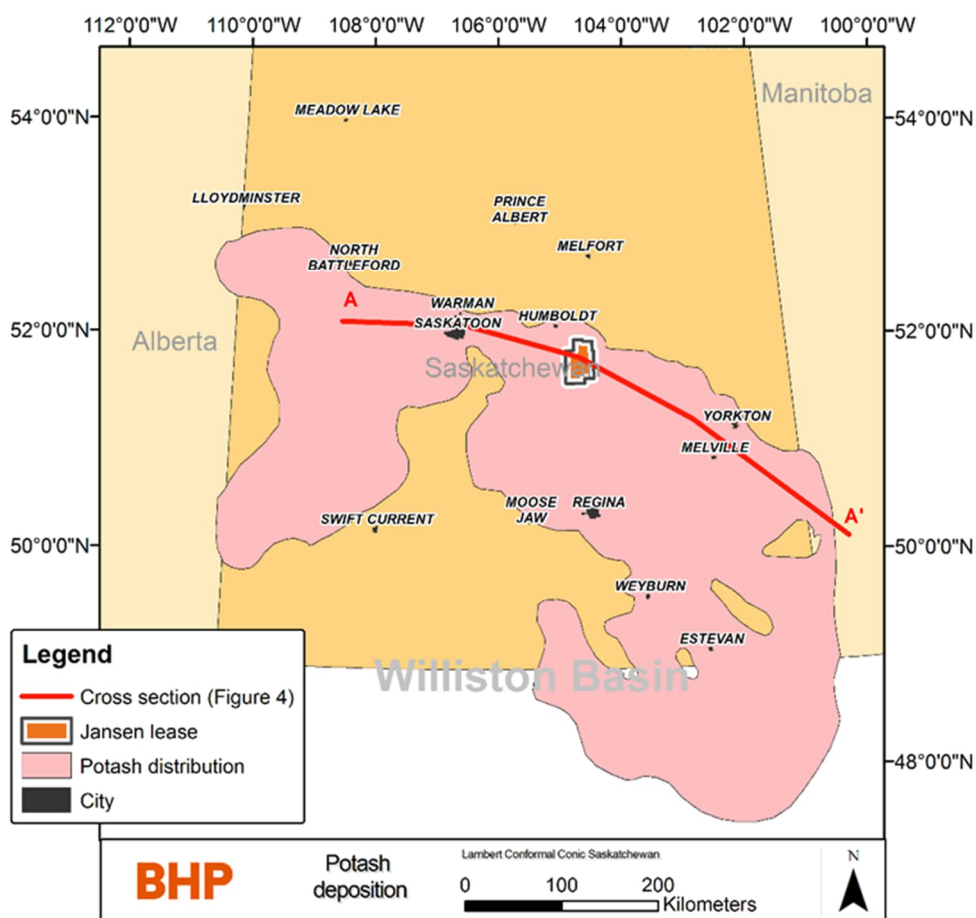 112°0'0"W 110°0'0"W 108°0'0"W 106°0'0"W 104°0'0"W 102°0'0"W 100°0'0"W
Manitoba
54°0'0"N
54°0'0"N
MEADOW LAKE
LLOYDMINSTER
PRINCE
ALBERT
NORTH
BATTLEFORD
MELFORT
A
WARMAN
HUMBOLDT
SASKATOON
52°0'0"N
52°0'0"N
Alberta
Saskatchewan
YORKTON
MELVILLE
MOOSE
JAW
REGINA
SWIFT CURRENT
A'
50°0'0"N
50°0'0"N
WEYBURN
ESTEVAN
Williston Basin
48°0'0"N
Legend
Cross section (Figure 4)
Jansen lease
Potash distribution
City
BHP
Potash
deposition
Lambert Conformal Conic Saskatchewan
0 100 200
Kilometers
N